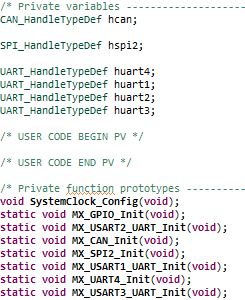 /* Private variables --------------------
CAN_HandleTypeDef hcan;
SPI_HandleTypeDef hspi2;
UART_HandleTypeDef huart4;
UART_HandleTypeDef huart1;
UART_HandleTypeDef huart2;
UART_HandleTypeDef huart3;
/* USER CODE BEGIN PV */
/* USER CODE END PV */
/* Private function prototypes ----------
void SystemClock_Config(void);
static void MX_GPIO_Init(void);
static void MX_USART2_UART_Init(void);
static void MX_CAN_Init(void);
static void MX_SPI2_Init(void);
static void MX_USART1_UART_Init(void);
static void MX_UART4_Init(void);
static void MX_USART3_UART_Init(void);